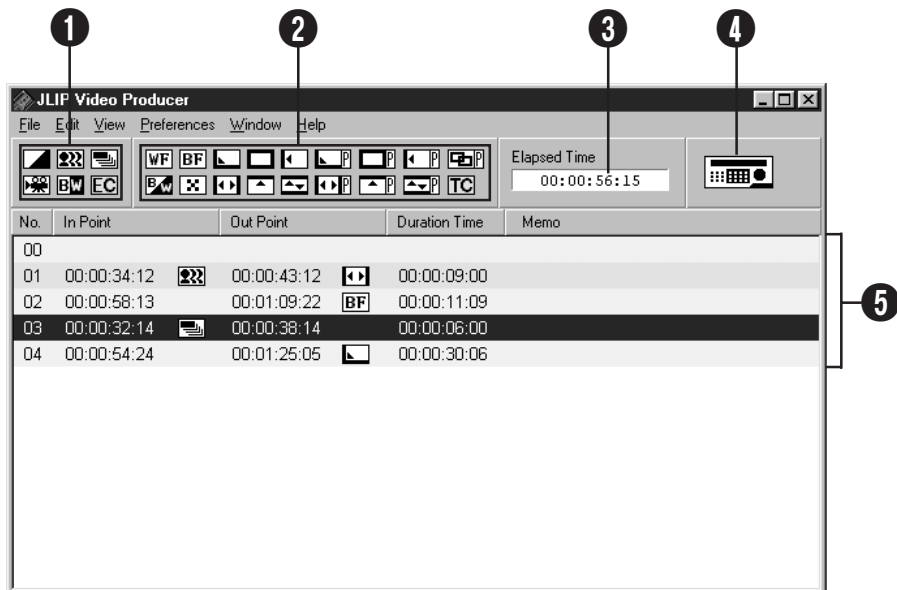 1 2 3 4
JLIP Video Producer
File Edit View Preferences Window Help
WF BF P P P P
BW EC B/W P P P TC
Elapsed Time
00:00:56:15
No. In Point Out Point Duration Time Memo
00
01 00:00:34:12 00:00:43:12 00:00:09:00
02 00:00:58:13 00:01:09:22 BF 00:00:11:09
03 00:00:32:14 00:00:38:14 00:00:06:00
04 00:00:54:24 00:01:25:05 00:00:30:06
5